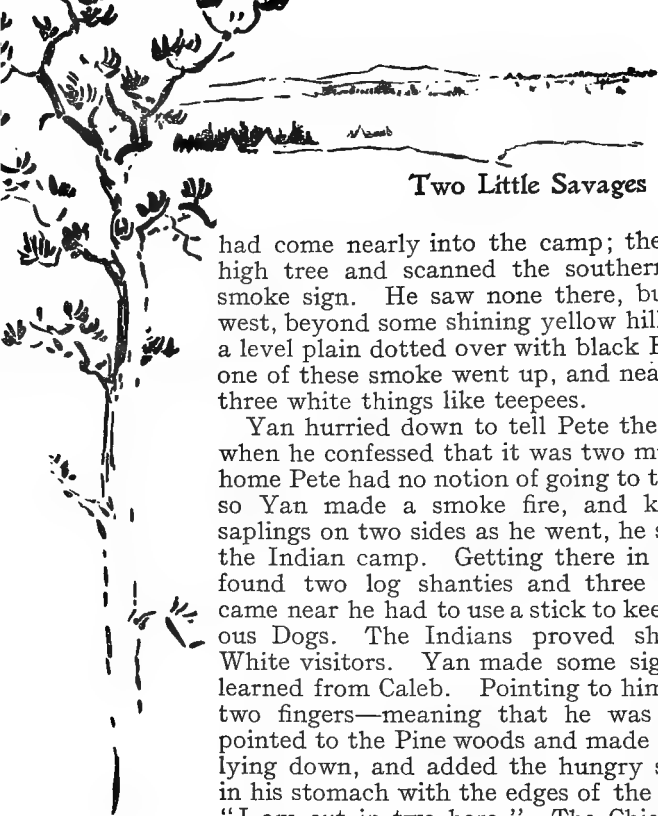 Two Little Savages
had come nearly into the camp; the
high tree and scanned the southern
smoke sign. He saw none there, bu
west, beyond some shining yellow hil
a level plain dotted over with black
one of these smoke went up, and nea
three white things like teepees.
Yan hurried down to tell Pete the
when he confessed that it was two m
home Pete had no notion of going to t
so Yan made a smoke fire, and k
saplings on two sides as he went, he s
the Indian camp. Getting there in
found two log shanties and three
came near he had to use a stick to kee
ous Dogs. The Indians proved sh
White visitors. Yan made some sig
learned from Caleb. Pointing to him
two fingers—meaning that he was
pointed to the Pine woods and made
lying down, and added the hungry s
in his stomach with the edges of the